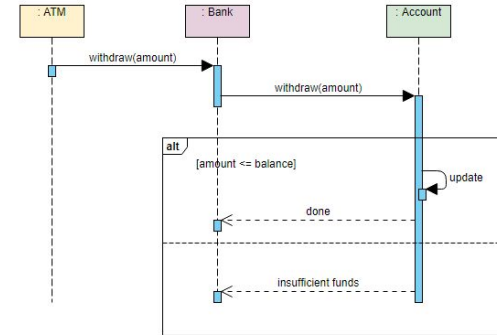 : ATM
: Bank
: Account
withdraw(amount)
withdraw(amount)
alt
[amount <= balance]
update
done
insufficient funds